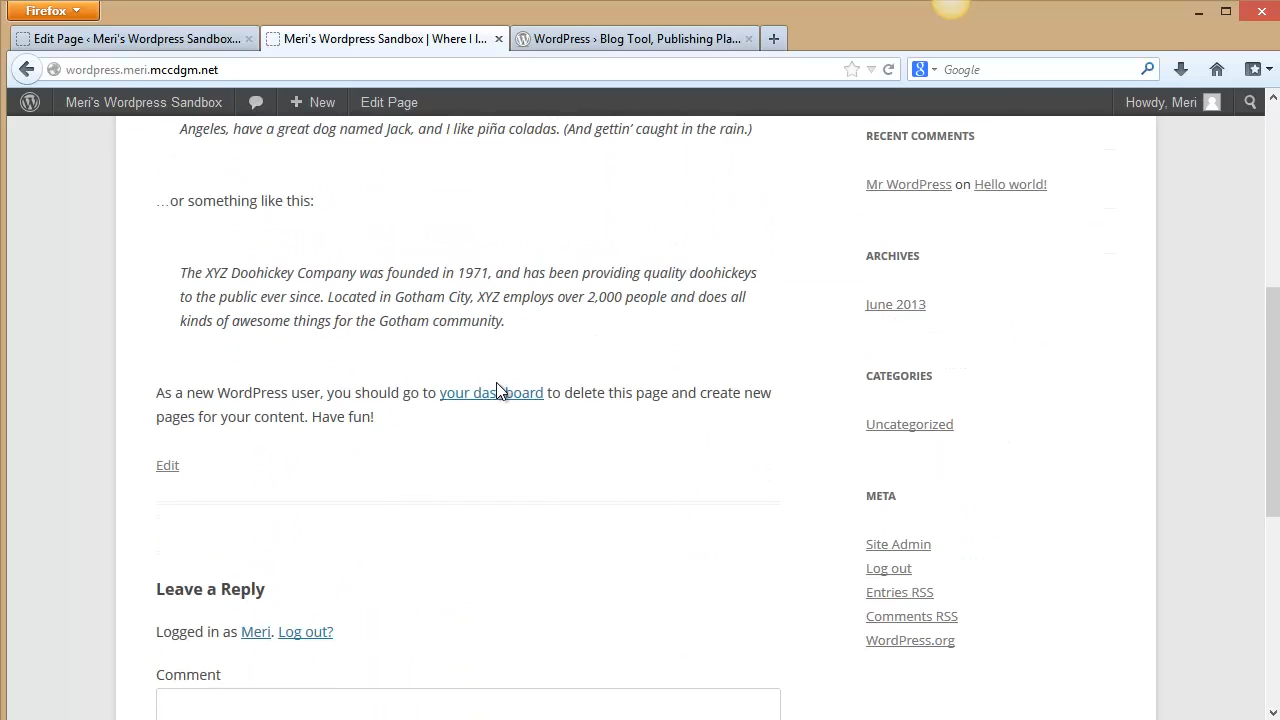 Firefox
Edit Page ‹ Meri's Wordpress Sandbox...
Meri's Wordpress Sandbox | Where I l...
WordPress › Blog Tool, Publishing Pla...
wordpress.meri.mccdgm.net
Google
Meri's Wordpress Sandbox
New
Edit Page
Howdy, Meri
Angeles, have a great dog named Jack, and I like piña coladas. (And gettin’ caught in the rain.)
…or something like this:
The XYZ Doohickey Company was founded in 1971, and has been providing quality doohickeys
to the public ever since. Located in Gotham City, XYZ employs over 2,000 people and does all
kinds of awesome things for the Gotham community.
As a new WordPress user, you should go to your dashboard to delete this page and create new
pages for your content. Have fun!
Edit
Leave a Reply
Logged in as Meri. Log out?
Comment
RECENT COMMENTS
Mr WordPress on Hello world!
ARCHIVES
June 2013
CATEGORIES
Uncategorized
META
Site Admin
Log out
Entries RSS
Comments RSS
WordPress.org